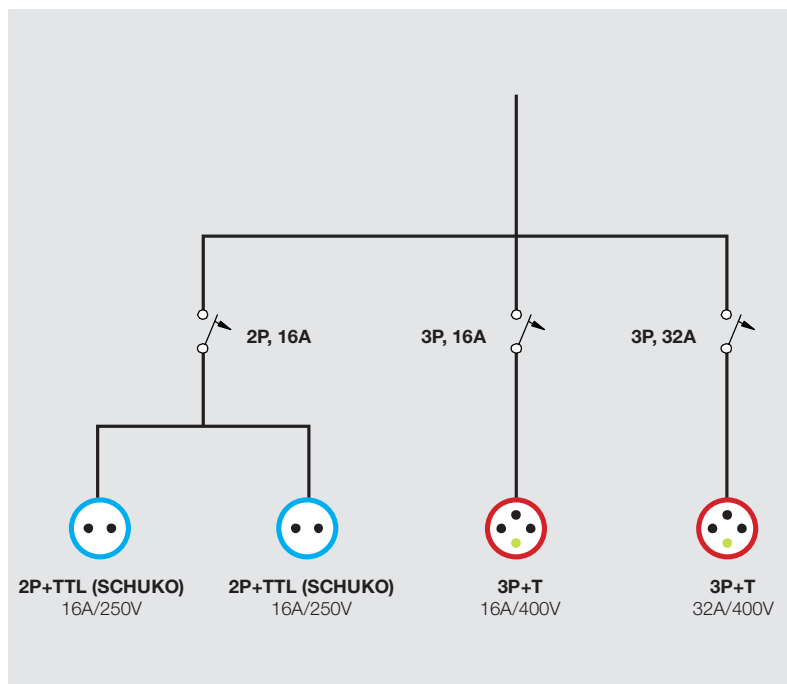 2P, 16A
3P, 16A
3P, 32A
2P+TTL (SCHUKO)
16A/250V
2P+TTL (SCHUKO)
16A/250V
3P+T
16A/400V
3P+T
32A/400V